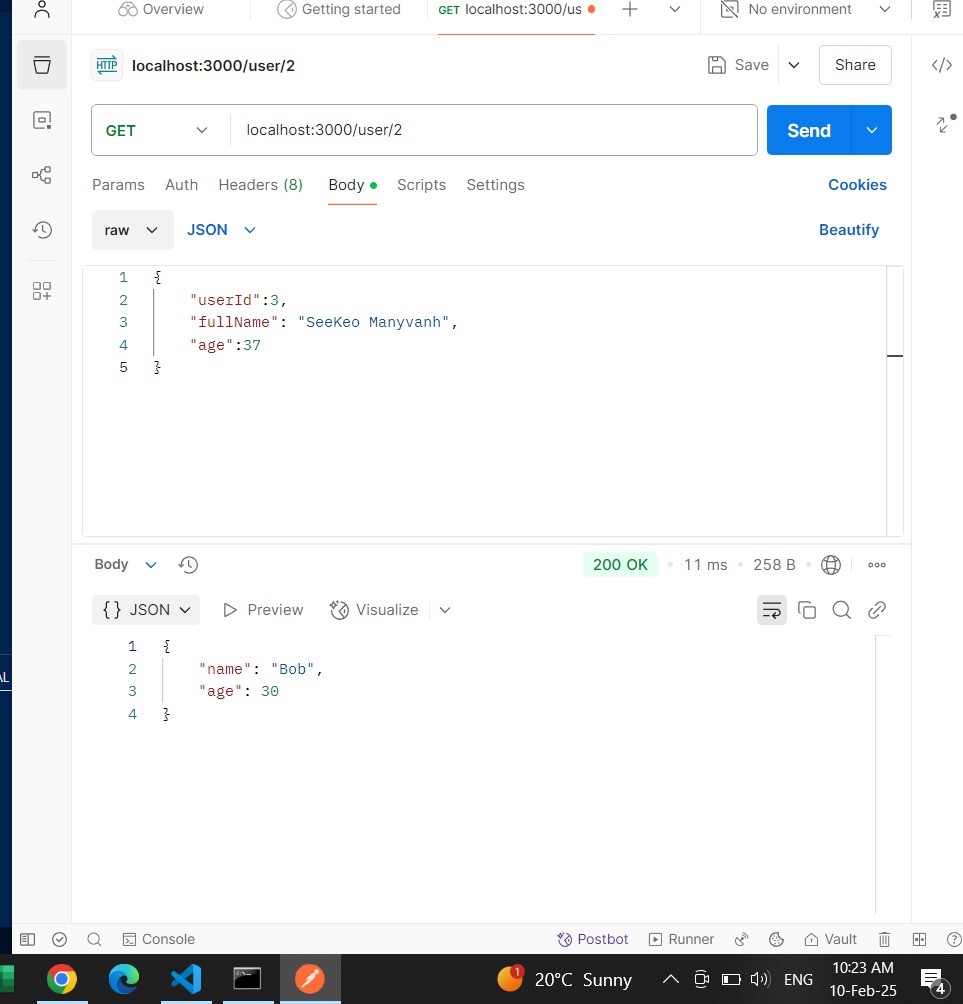 Overview Getting started GET localhost:3000/us No environment
HTTP localhost:3000/user/2 Save Share
GET localhost:3000/user/2 Send
Params Auth Headers (8) Body Scripts Settings Cookies
raw JSON Beautify
1 {
2 "userId":3,
3 "fullName": "SeeKeo Manyvanh",
4 "age":37
5 }
Body 200 OK 11 ms 258 B
{} JSON Preview Visualize
1 {
2 "name": "Bob",
3 "age": 30
4 }
AL
Console Postbot Runner Vault
1 20°C Sunny ENG 10:23 AM
10-Feb-25 4